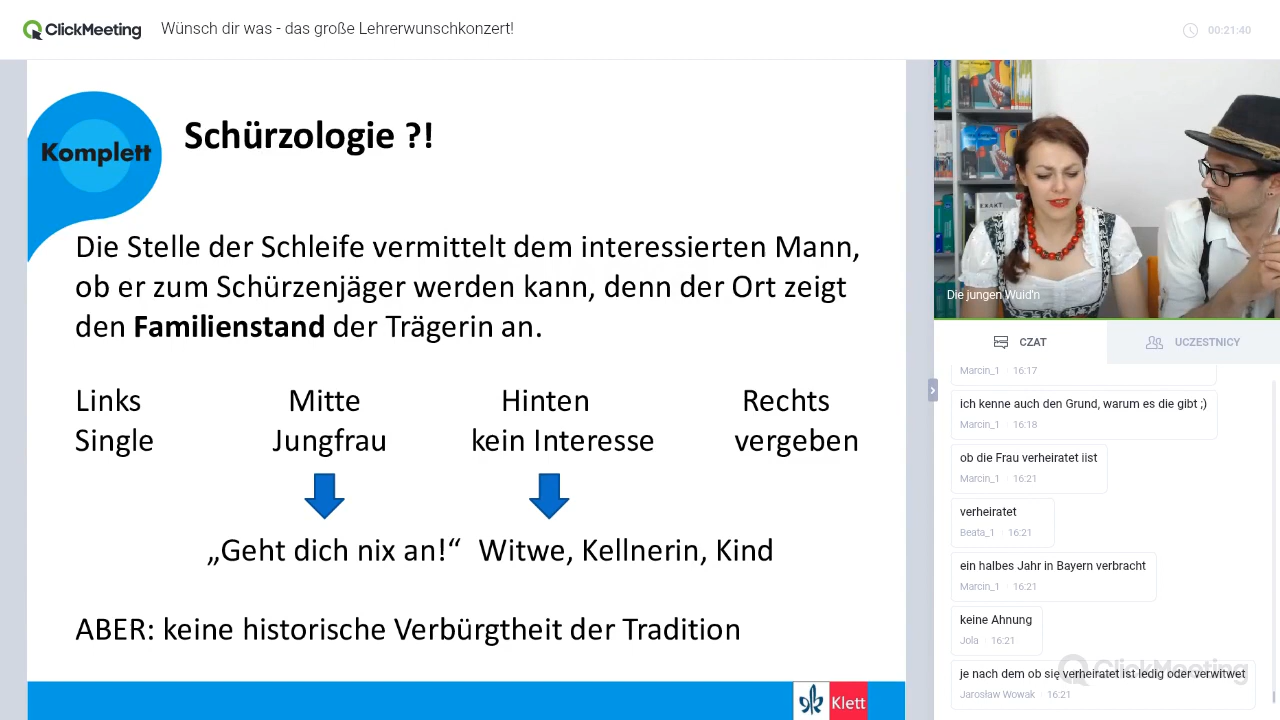 ClickMeeting
Wünsch dir was - das große Lehrerwunschkonzert!
00:21:40
Komplett
Schürzologie ?!
Die Stelle der Schleife vermittelt dem interessierten Mann,
ob er zum Schürzenjäger werden kann, denn der Ort zeigt
den Familienstand der Trägerin an.
Links Mitte Hinten Rechts
Single Jungfrau kein Interesse vergeben
„Geht dich nix an!“ Witwe, Kellnerin, Kind
ABER: keine historische Verbürgtheit der Tradition
Klett
EXAKT
Die jungen Wuid'n
CZAT
UCZESTNICY
Marcin_1 · 16:17
ich kenne auch den Grund, warum es die gibt ;)
Marcin_1 · 16:18
ob die Frau verheiratet iist
Marcin_1 · 16:21
verheiratet
Beata_1 · 16:21
ein halbes Jahr in Bayern verbracht
Marcin_1 · 16:21
keine Ahnung
Jola · 16:21
je nach dem ob się verheiratet ist ledig oder verwitwet
Jarosław Wowak · 16:21
ClickMeeting